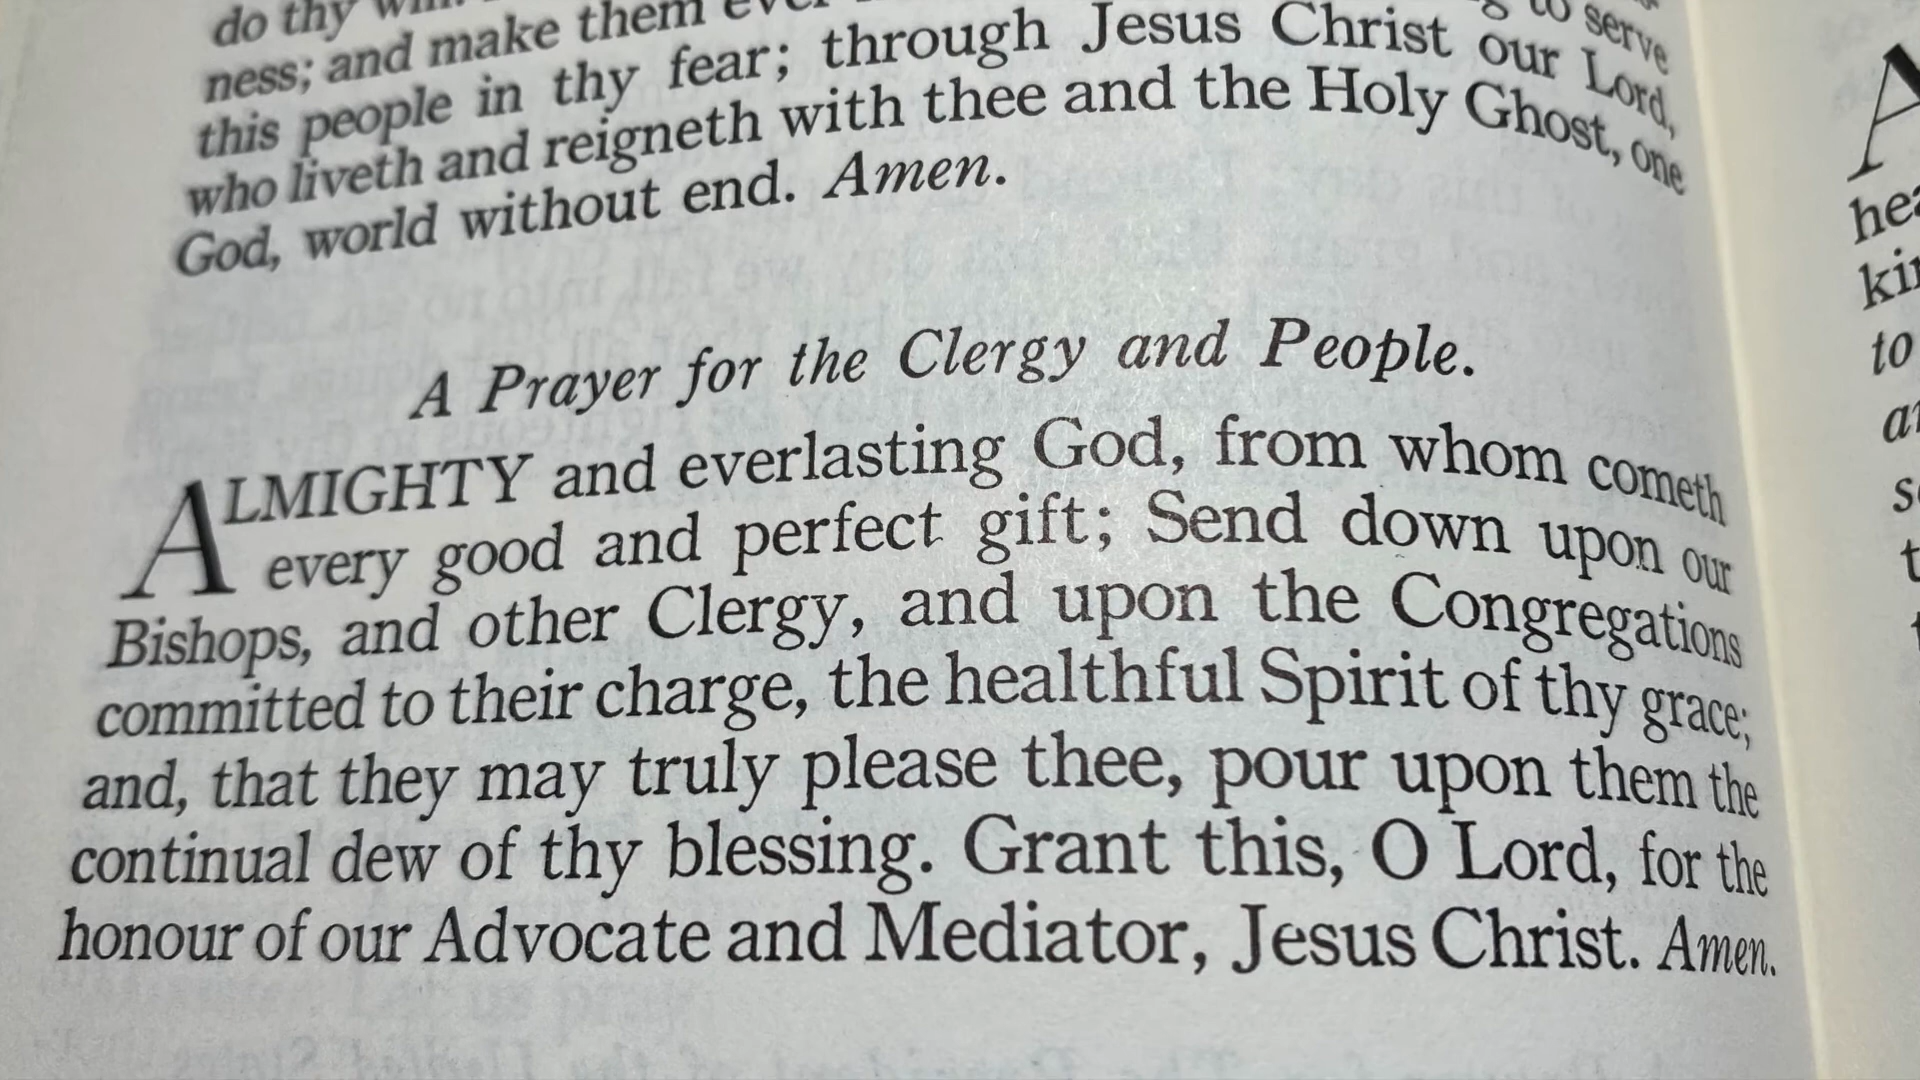 do thy
ness; and make them
to serve
this people in thy fear; through Jesus Christ our Lord,
who liveth and reigneth with thee and the Holy Ghost, one
God, world without end. Amen.
A Prayer for the Clergy and People.
ALMIGHTY and everlasting God, from whom cometh
every good and perfect gift; Send down upon our
Bishops, and other Clergy, and upon the Congregations
committed to their charge, the healthful Spirit of thy grace;
and, that they may truly please thee, pour upon them the
continual dew of thy blessing. Grant this, O Lord, for the
honour of our Advocate and Mediator, Jesus Christ. Amen.
A
to